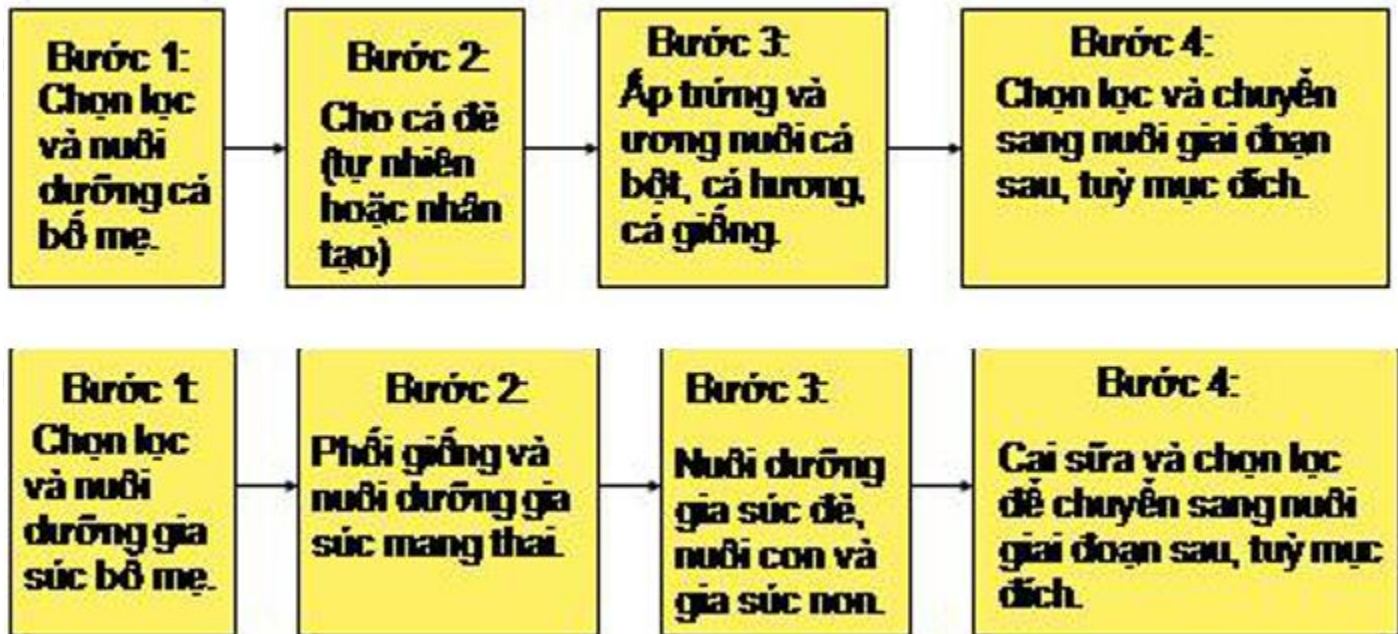 Bước 1:
Chọn lọc
và nuôi
dưỡng cá
bố mẹ.
Bước 2:
Cho cá đẻ
(tự nhiên
hoặc nhân
tạo)
Bước 3:
Ấp trứng và
ương nuôi cá
bột, cá hương,
cá giống.
Bước 4:
Chọn lọc và chuyển
sang nuôi giai đoạn
sau, tuỳ mục đích.
Bước 1:
Chọn lọc
và nuôi
dưỡng gia
súc bố mẹ.
Bước 2:
Phối giống và
nuôi dưỡng gia
súc mang thai.
Bước 3:
Nuôi dưỡng
gia súc đẻ,
nuôi con và
gia súc non.
Bước 4:
Cai sữa và chọn lọc
để chuyển sang nuôi
giai đoạn sau, tuỳ mục
đích.